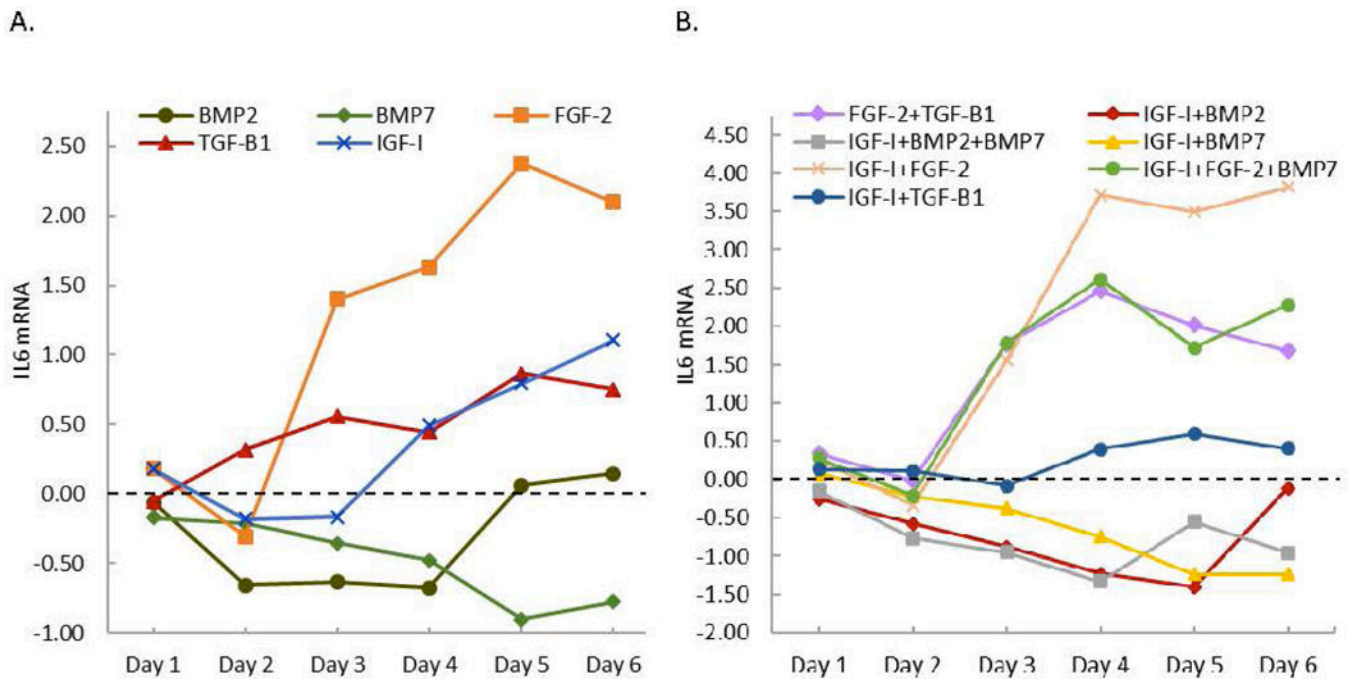 A.
BMP2 BMP7 FGF-2
TGF-B1 IGF-I
2.50
2.00
1.50
1.00
0.50
0.00
-0.50
-1.00
IL6 mRNA
Day 1 Day 2 Day 3 Day 4 Day 5 Day 6
B.
FGF-2+TGF-B1 IGF-I+BMP2
IGF-I+BMP2+BMP7 IGF-I+BMP7
IGF-I+FGF-2 IGF-I+FGF-2+BMP7
IGF-I+TGF-B1
4.50
4.00
3.50
3.00
2.50
2.00
1.50
1.00
0.50
0.00
-0.50
-1.00
-1.50
-2.00
IL6 mRNA
Day 1 Day 2 Day 3 Day 4 Day 5 Day 6